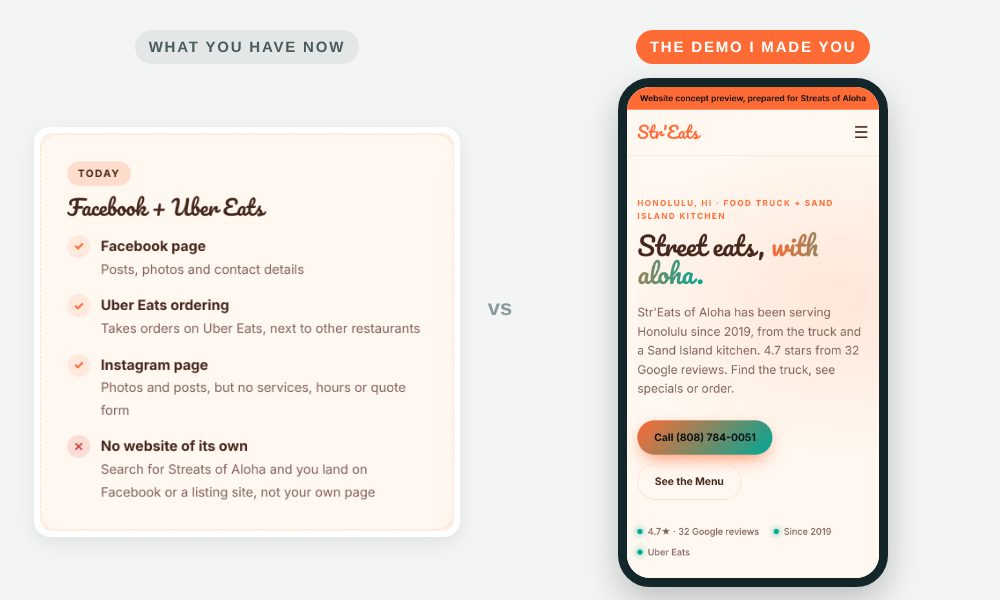 WHAT YOU HAVE NOW
TODAY
Facebook + Uber Eats
Facebook page
Posts, photos and contact details
Uber Eats ordering
Takes orders on Uber Eats, next to other restaurants
Instagram page
Photos and posts, but no services, hours or quote
form
No website of its own
Search for Streats of Aloha and you land on
Facebook or a listing site, not your own page
vs
THE DEMO I MADE YOU
Website concept preview, prepared for Streats of Aloha
Str'Eats
HONOLULU, HI · FOOD TRUCK + SAND
ISLAND KITCHEN
Street eats, with
aloha.
Str'Eats of Aloha has been serving
Honolulu since 2019, from the truck and
a Sand Island kitchen. 4.7 stars from 32
Google reviews. Find the truck, see
specials or order.
Call (808) 784-0051
See the Menu
4.7★ · 32 Google reviews
Since 2019
Uber Eats